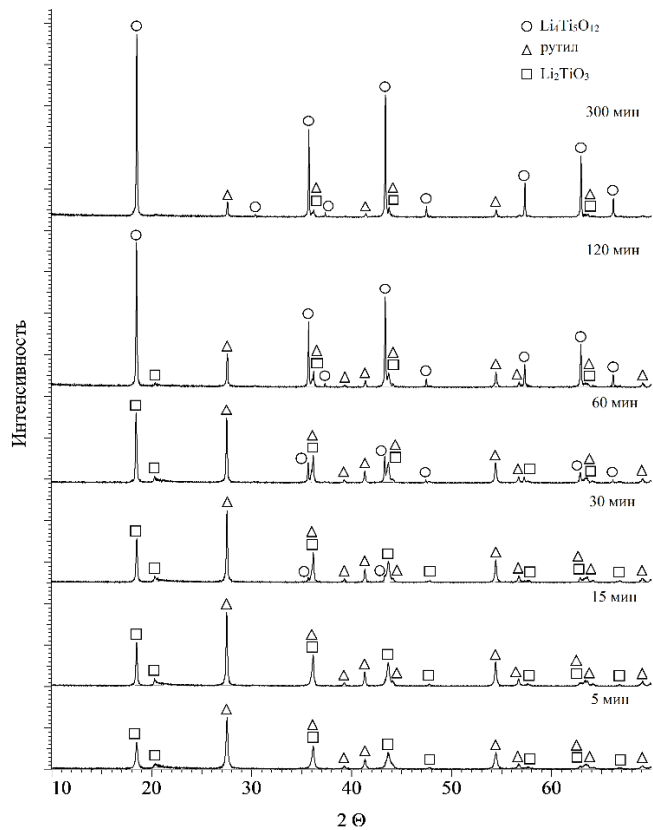 Li₄Ti₅O₁₂
рутил
Li₂TiO₃
300 мин
120 мин
60 мин
30 мин
15 мин
5 мин
Интенсивность
10 20 30 40 50 60
2 Θ